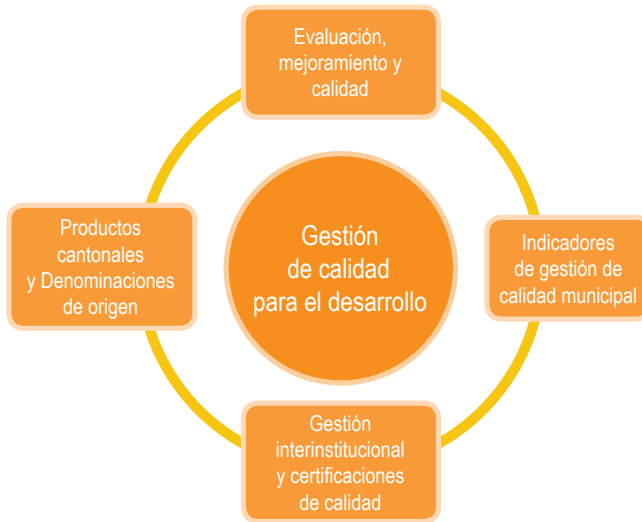 Evaluación,
mejoramiento y
calidad
Productos
cantonales
y Denominaciones
de origen
Gestión
de calidad
para el desarrollo
Indicadores
de gestión de
calidad municipal
Gestión
interinstitucional
y certificaciones
de calidad